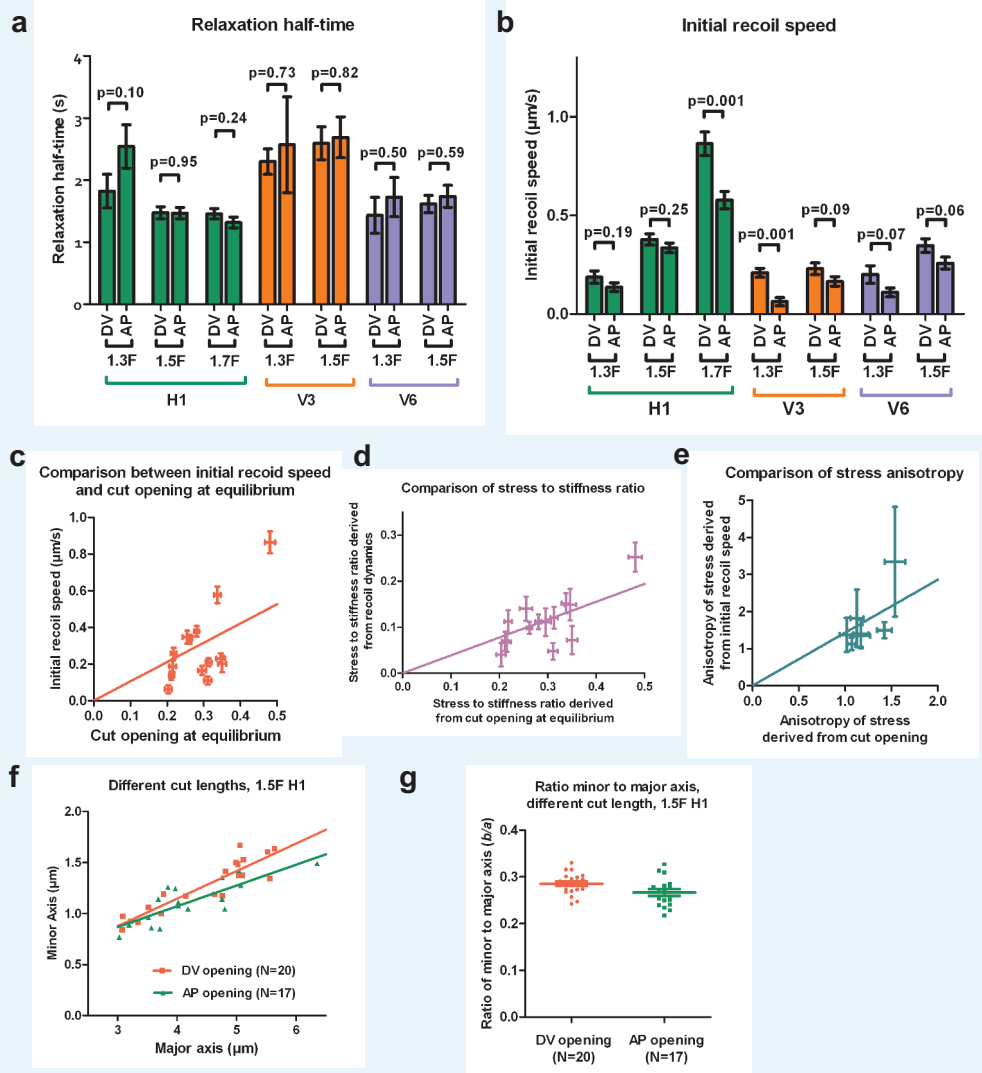 a
Relaxation half-time
Relaxation half-time (s)
4
3
2
1
0
p=0.10
p=0.95
p=0.24
p=0.73
p=0.82
p=0.50
p=0.59
DV AP DV AP DV AP DV AP DV AP DV AP DV AP
1.3F 1.5F 1.7F 1.3F 1.5F 1.3F 1.5F
H1 V3 V6
b
Initial recoil speed
Initial recoil speed (µm/s)
1.0
0.5
0.0
p=0.19
p=0.25
p=0.001
p=0.001
p=0.09
p=0.07
p=0.06
DV AP DV AP DV AP DV AP DV AP DV AP DV AP
1.3F 1.5F 1.7F 1.3F 1.5F 1.3F 1.5F
H1 V3 V6
c
Comparison between initial recoid speed
and cut opening at equilibrium
Initial recoil speed (µm/s)
1.0
0.8
0.6
0.4
0.2
0.0
0.0 0.1 0.2 0.3 0.4 0.5
Cut opening at equilibrium
d
Comparison of stress to stiffness ratio
Stress to stiffness ratio derived
from recoil dynamics
0.3
0.2
0.1
0.0
0.0 0.1 0.2 0.3 0.4 0.5
Stress to stiffness ratio derived
from cut opening at equilibrium
e
Comparison of stress anisotropy
Anisotropy of stress derived
from initial recoil speed
5
4
3
2
1
0
0.0 0.5 1.0 1.5 2.0
Anisotropy of stress
derived from cut opening
f
Different cut lengths, 1.5F H1
Minor Axis (µm)
2.0
1.5
1.0
0.5
0.0
DV opening (N=20)
AP opening (N=17)
3 4 5 6
Major axis (µm)
g
Ratio minor to major axis,
different cut length, 1.5F H1
Ratio of minor to major axis (b/a)
0.4
0.3
0.2
0.1
0.0
DV opening AP opening
(N=20) (N=17)